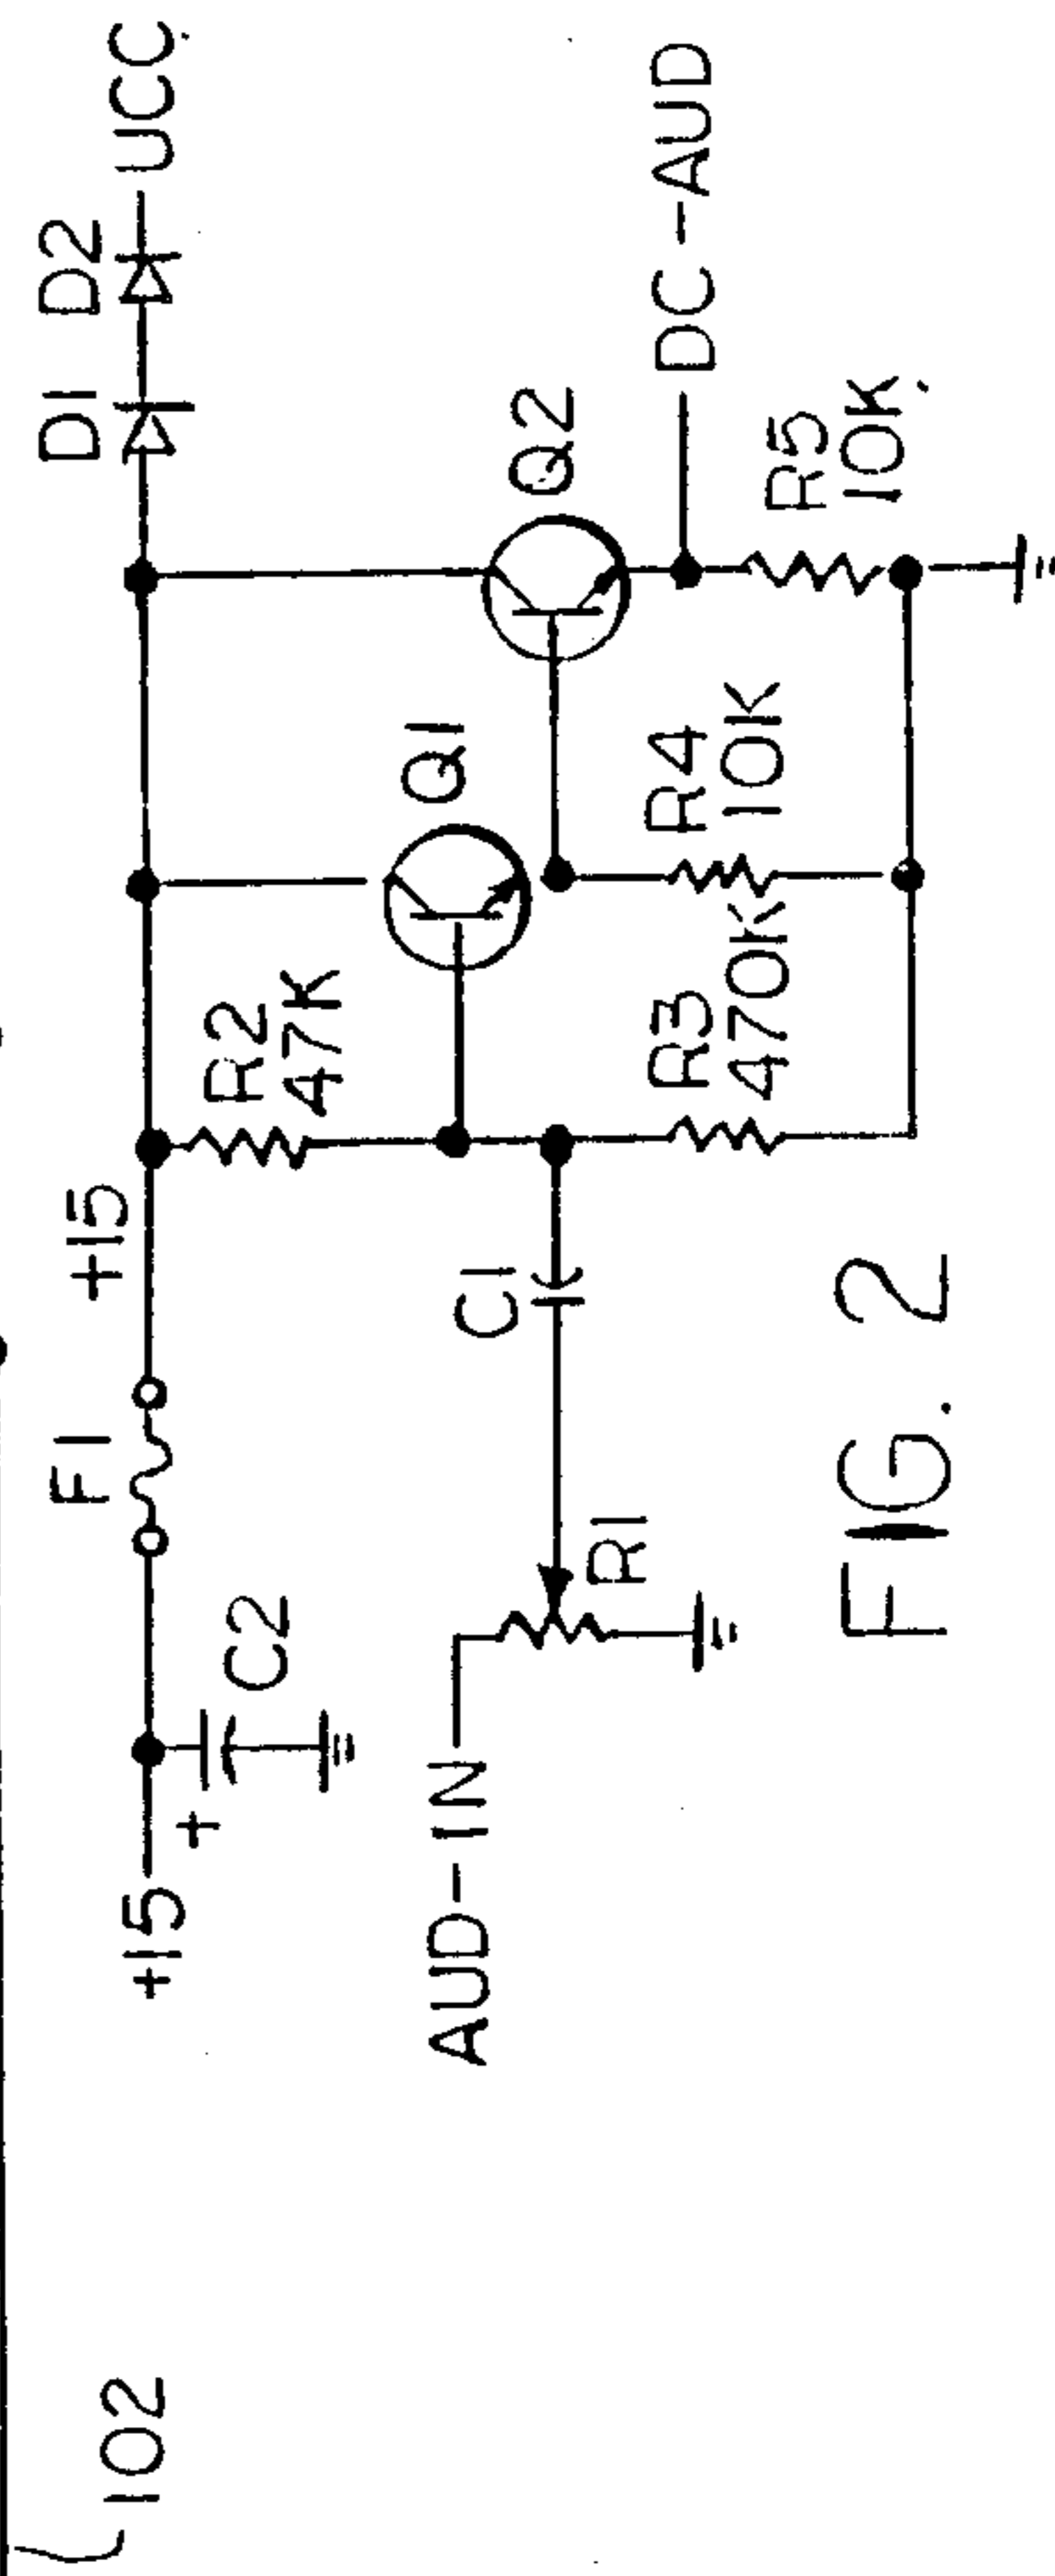 102
+15
C2
+
F1
+15
D1 D2
UCC
R2
47K
Q1
Q2
DC-AUD
AUD-IN
R1
C1
R3
470K
R4
10K
R5
10K
FIG. 2